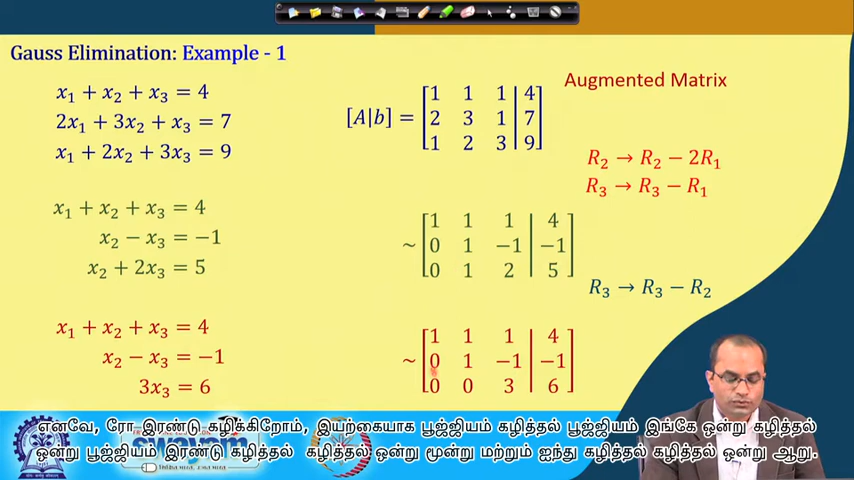 Gauss Elimination: Example - 1
x₁ + x₂ + x₃ = 4
2x₁ + 3x₂ + x₃ = 7
x₁ + 2x₂ + 3x₃ = 9
[A|b] =
1 1 1 | 4
2 3 1 | 7
1 2 3 | 9
Augmented Matrix
R₂ → R₂ − 2R₁
R₃ → R₃ − R₁
x₁ + x₂ + x₃ = 4
x₂ − x₃ = −1
x₂ + 2x₃ = 5
~
1 1 1 | 4
0 1 −1 | −1
0 1 2 | 5
R₃ → R₃ − R₂
x₁ + x₂ + x₃ = 4
x₂ − x₃ = −1
3x₃ = 6
~
1 1 1 | 4
0 1 −1 | −1
0 0 3 | 6
எனவே, ரோ இரண்டு கழிக்கிறோம், இயற்கையாக பூஜ்ஜியம் கழித்தல் பூஜ்ஜியம் இங்கே ஒன்று கழித்தல்
ஒன்று பூஜ்ஜியம் இரண்டு கழித்தல் கழித்தல் ஒன்று மூன்று மற்றும் ஐந்து கழித்தல் கழித்தல் ஒன்று ஆறு.
swayam